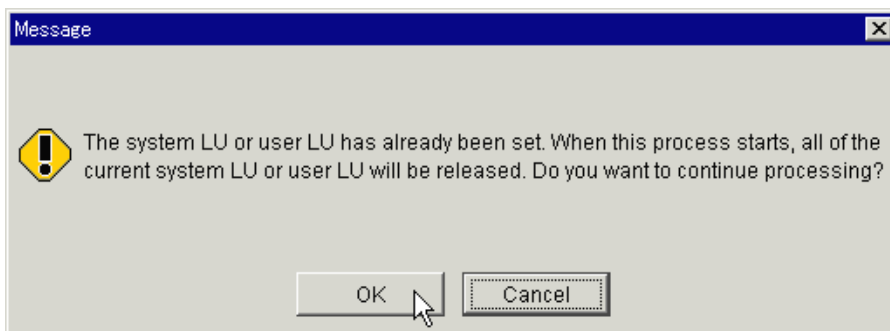 Message
The system LU or user LU has already been set. When this process starts, all of the
current system LU or user LU will be released. Do you want to continue processing?
OK
Cancel